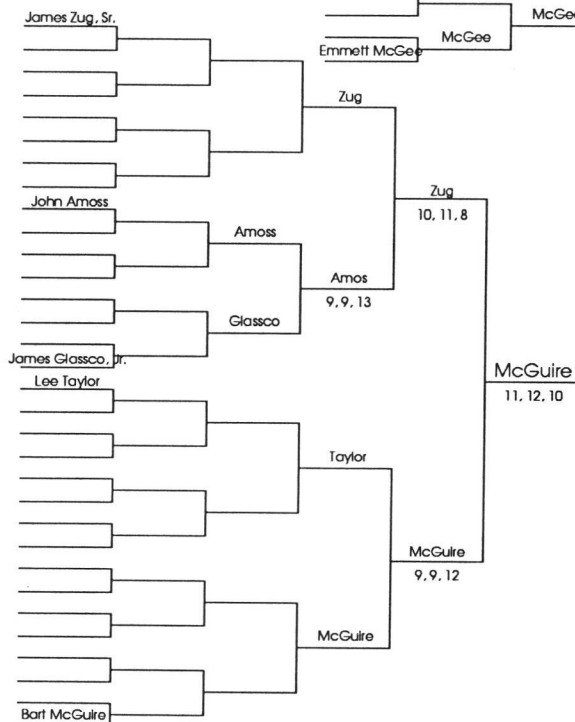 James Zug, Sr.
McGee
McGee
Emmett McGee
Zug
Zug
10, 11, 8
John Amoss
Amoss
Amos
9, 9, 13
Glassco
James Glassco, Jr.
Lee Taylor
McGuire
11, 12, 10
Taylor
McGuire
9, 9, 12
McGuire
Bart McGuire